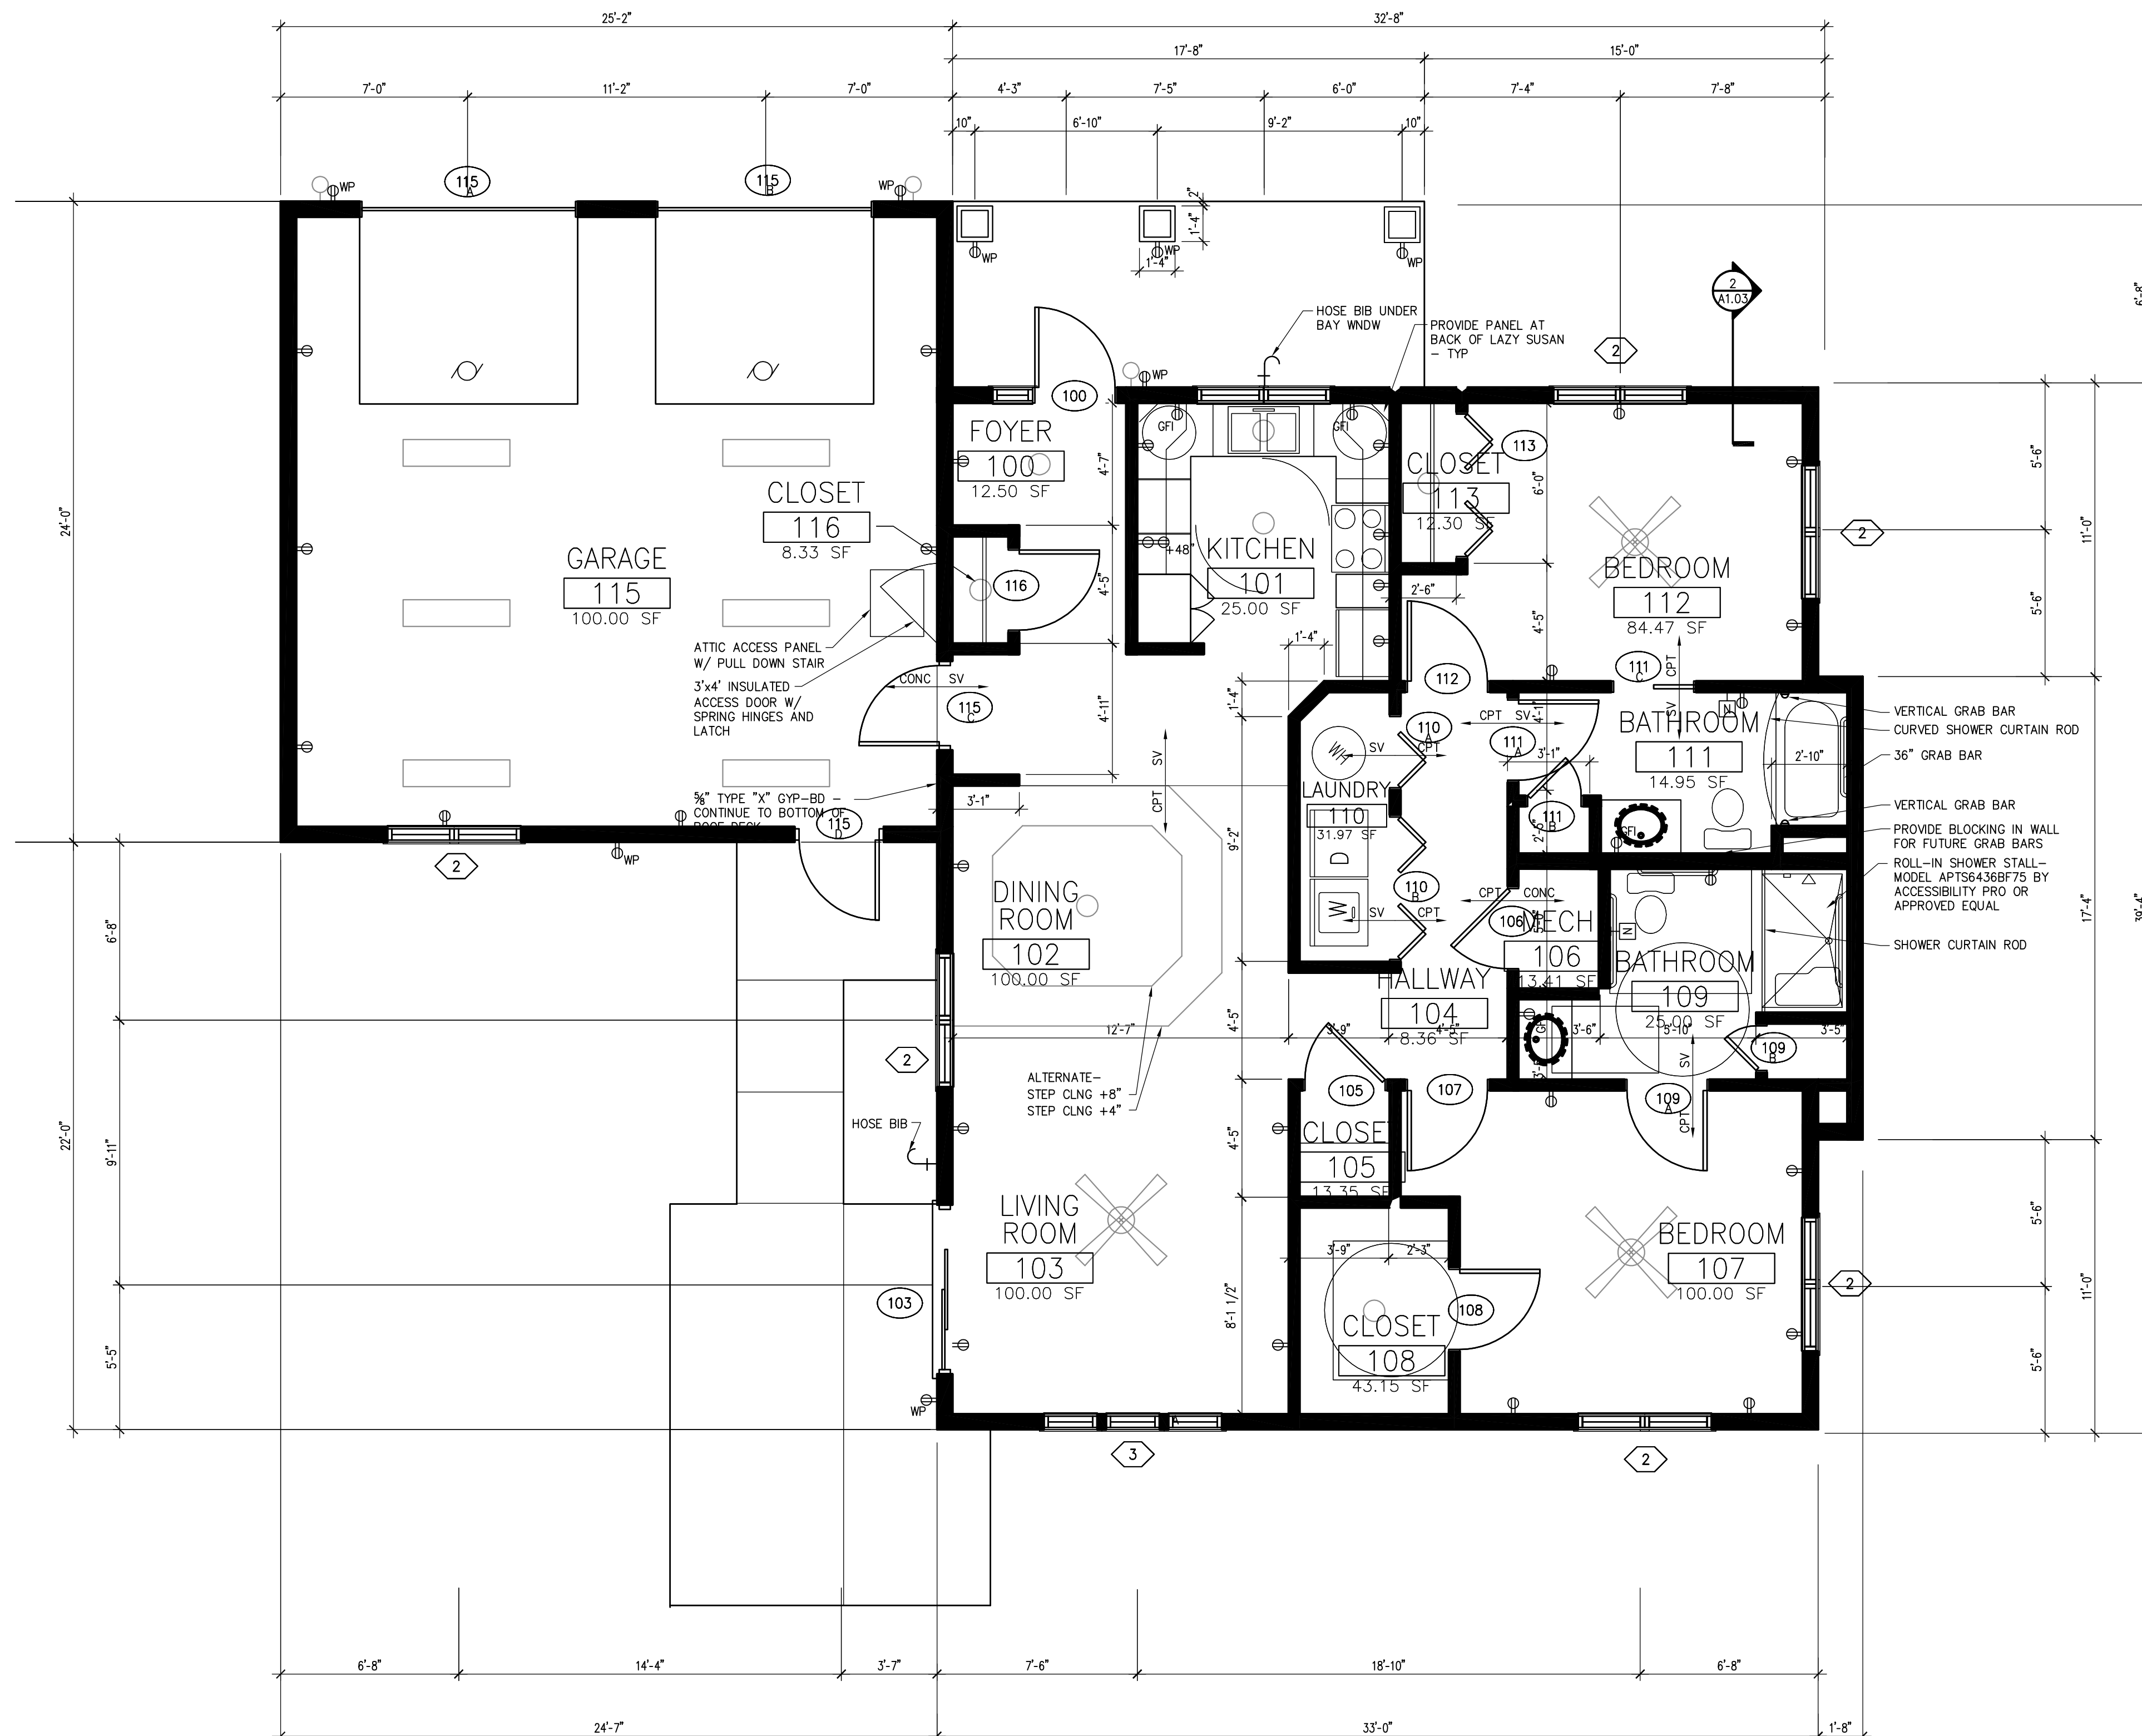 25'-2"
32'-8"
17'-8"
15'-0"
7'-0"
11'-2"
7'-0"
4'-3"
7'-5"
6'-0"
7'-4"
7'-8"
10"
6'-10"
9'-2"
10"
115
A
115
B
WP
WP
2"
1'-4"
1'-4"
WP
WP
WP
2
A1.03
6'-8"
HOSE BIB UNDER
BAY WNDW
PROVIDE PANEL AT
BACK OF LAZY SUSAN
- TYP
2
WP
100
FOYER
100
12.50 SF
4'-7"
GFI
GFI
CLOSET
113
12.30 SF
113
6'-0"
5'-6"
11'-0"
2
24'-0"
CLOSET
116
8.33 SF
GARAGE
115
100.00 SF
116
4'-5"
+48"
KITCHEN
101
25.00 SF
2'-6"
BEDROOM
112
84.47 SF
5'-6"
ATTIC ACCESS PANEL
W/ PULL DOWN STAIR
3'x4' INSULATED
ACCESS DOOR W/
SPRING HINGES AND
LATCH
CONC SV
115
C
4'-11"
1'-4"
1'-4"
4'-5"
112
111
C
CPT
SV
110
A
CPT SV
4'-1"
111
A
3'-1"
BATHROOM
111
14.95 SF
N
2'-10"
VERTICAL GRAB BAR
CURVED SHOWER CURTAIN ROD
36" GRAB BAR
VERTICAL GRAB BAR
PROVIDE BLOCKING IN WALL
FOR FUTURE GRAB BARS
ROLL-IN SHOWER STALL-
MODEL APTS6436BF75 BY
ACCESSIBILITY PRO OR
APPROVED EQUAL
SHOWER CURTAIN ROD
WH
SV CPT
LAUNDRY
110
31.97 SF
D
W
9'-2"
SV
CPT
⅝" TYPE "X" GYP-BD -
CONTINUE TO BOTTOM OF
ROOF DECK
3'-1"
115
D
2
WP
111
B
2'-5"
GFI
110
B
SV CPT
CPT CONC
106
MECH
106
13.41 SF
N
BATHROOM
109
25.00 SF
17'-4"
39'-4"
6'-8"
DINING
ROOM
102
100.00 SF
HALLWAY
104
8.36 SF
12'-7"
4'-5"
3'-9"
4'-5"
3'-6"
5'-10"
3'-5"
109
B
2
ALTERNATE-
STEP CLNG +8"
STEP CLNG +4"
105
107
109
A
SV
CPT
HOSE BIB
22'-0"
9'-11"
4'-5"
CLOSET
105
13.35 SF
LIVING
ROOM
103
100.00 SF
3'-9"
2'-3"
BEDROOM
107
100.00 SF
5'-6"
11'-0"
2
103
8'-1 1/2"
108
CLOSET
108
43.15 SF
5'-5"
5'-6"
WP
A
3
2
6'-8"
14'-4"
3'-7"
7'-6"
18'-10"
6'-8"
24'-7"
33'-0"
1'-8"